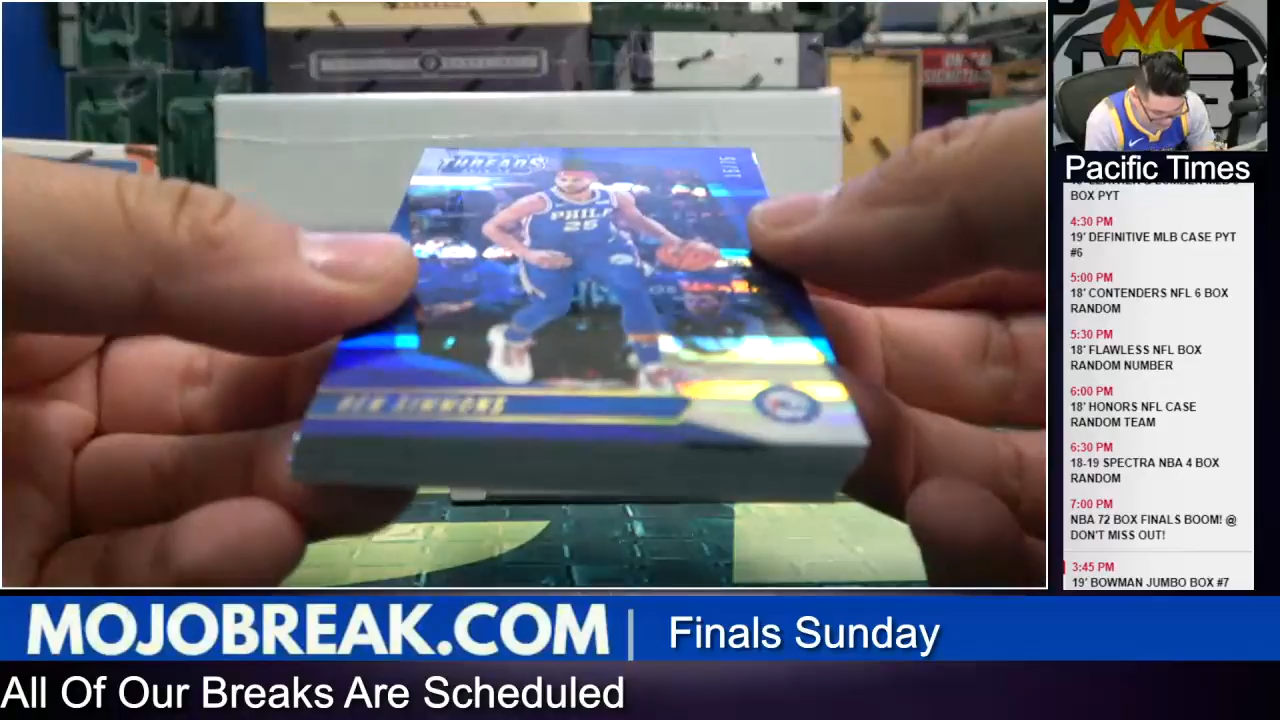 THREADS
PHILA
25
BEN SIMMONS
Pacific Times
BOX PYT
4:30 PM
19' DEFINITIVE MLB CASE PYT
#6
5:00 PM
18' CONTENDERS NFL 6 BOX
RANDOM
5:30 PM
18' FLAWLESS NFL BOX
RANDOM NUMBER
6:00 PM
18' HONORS NFL CASE
RANDOM TEAM
6:30 PM
18-19 SPECTRA NBA 4 BOX
RANDOM
7:00 PM
NBA 72 BOX FINALS BOOM! @
DON'T MISS OUT!
3:45 PM
19' BOWMAN JUMBO BOX #7
MOJOBREAK.COM
Finals Sunday
All Of Our Breaks Are Scheduled